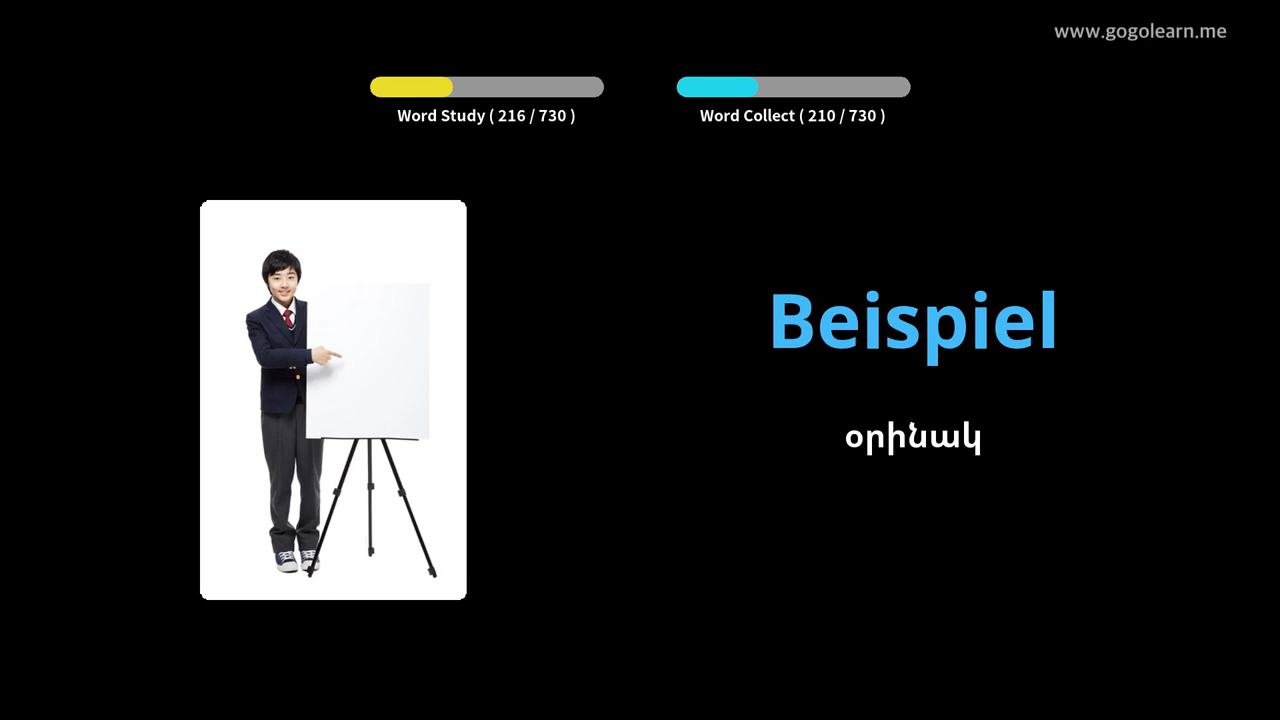 www.gogolearn.me
Word Study ( 216 / 730 )
Word Collect ( 210 / 730 )
Beispiel
օրինակ